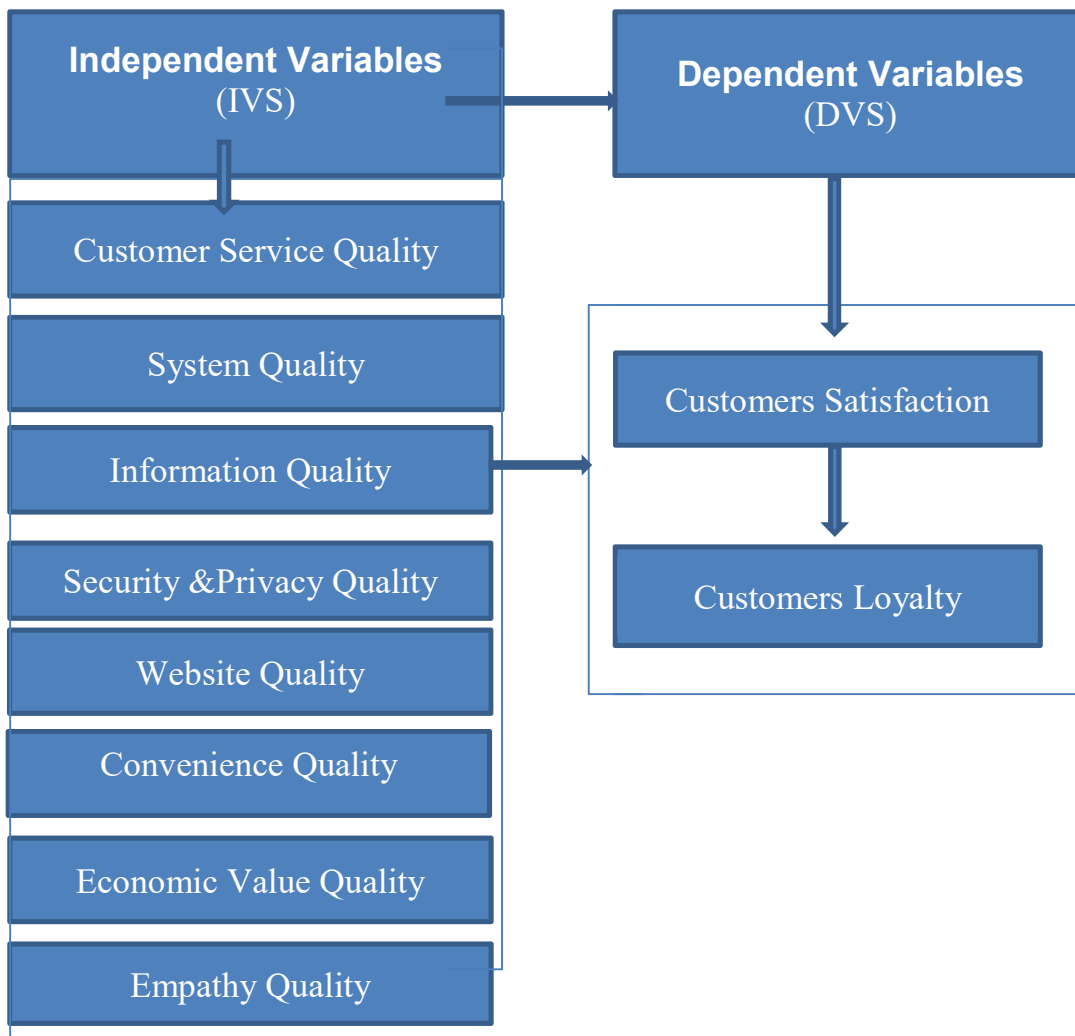 Independent Variables
(IVS)
Dependent Variables
(DVS)
Customer Service Quality
System Quality
Information Quality
Security &Privacy Quality
Website Quality
Convenience Quality
Economic Value Quality
Empathy Quality
Customers Satisfaction
Customers Loyalty